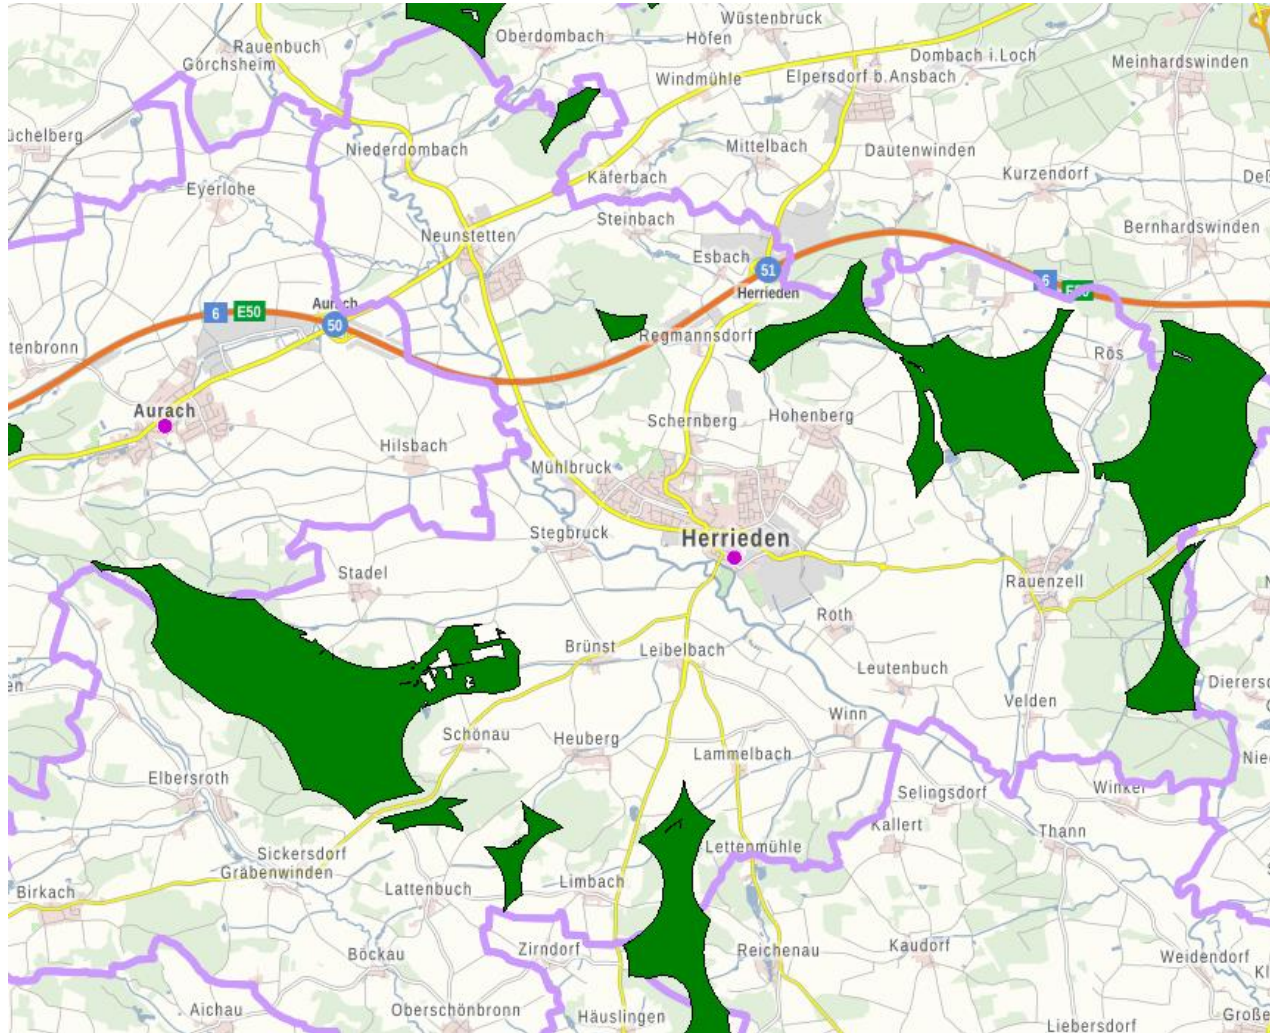 Wüstenbruck
Oberdombach
Höfen
Rauenbuch
Görchsheim
Dombach i.Loch
Meinhardswinden
Windmühle
Elpersdorf b.Ansbach
Niederdombach
Mittelbach
Dautenwinden
Käferbach
Kurzendorf
Eyerlohe
Steinbach
Bernhardswinden
Neunstetten
Esbach
51
Herrieden
6
Aurach
6
E50
50
Regmannsdorf
Rös
Aurach
Schernberg
Hohenberg
Hilsbach
Mühlbruck
Stegbruck
Herrieden
Stadel
Rauenzell
Roth
Brünst
Leibelbach
Leutenbuch
Velden
Winn
Schönau
Heuberg
Lammelbach
Elbersroth
Selingsdorf
Winkel
Kallert
Thann
Lettenmühle
Sickersdorf
Gräbenwinden
Lattenbuch
Limbach
Birkach
Zirndorf
Reichenau
Kaudorf
Böckau
Weidendorf
Aichau
Oberschönbronn
Häuslingen
Liebersdorf